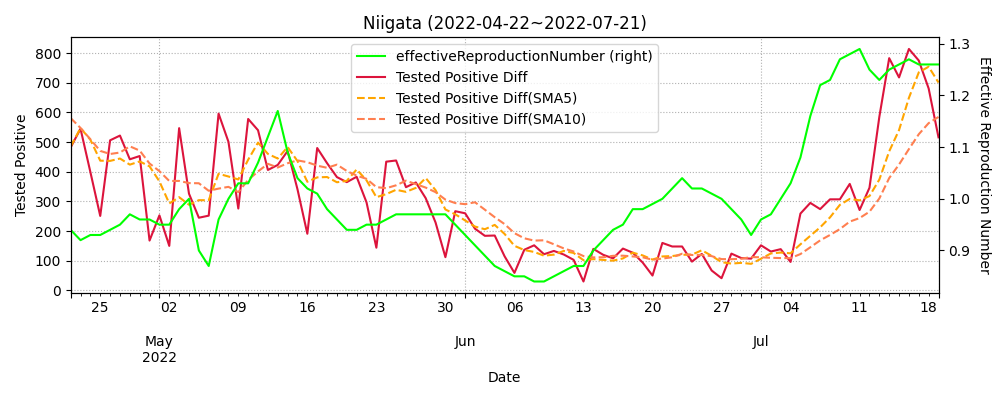 Niigata (2022-04-22~2022-07-21)
effectiveReproductionNumber (right)
Tested Positive Diff
Tested Positive Diff(SMA5)
Tested Positive Diff(SMA10)
Tested Positive
800
700
600
500
400
300
200
100
0
1.3
1.2
1.1
1.0
0.9
Effective Reproduction Number
25 02 09 16 23 30 06 13 20 27 04 11 18
May Jun Jul
2022
Date